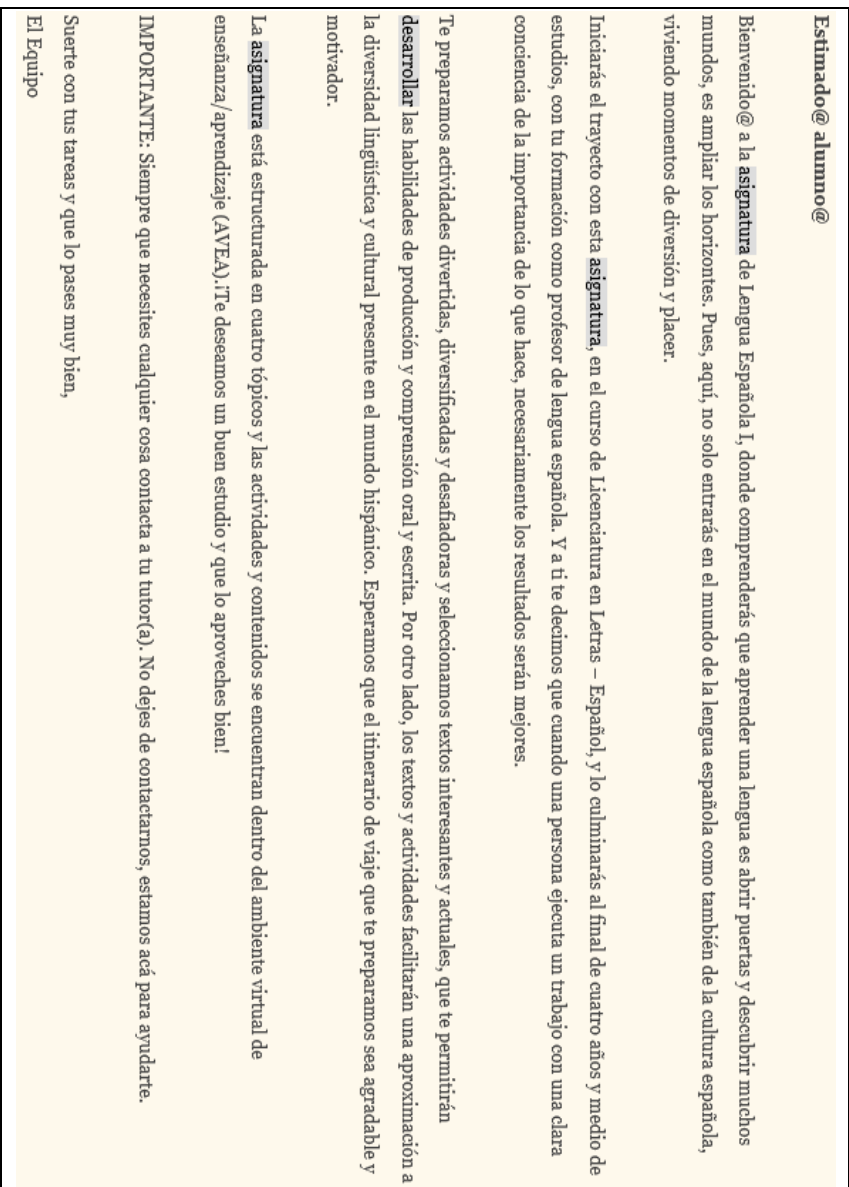 Estimado@ alumno@
Bienvenido@ a la asignatura de Lengua Española I, donde comprenderás que aprender una lengua es abrir puertas y descubrir muchos
mundos, es ampliar los horizontes. Pues, aquí, no solo entrarás en el mundo de la lengua española como también de la cultura española,
viviendo momentos de diversión y placer.
Iniciarás el trayecto con esta asignatura, en el curso de Licenciatura en Letras – Español, y lo culminarás al final de cuatro años y medio de
estudios, con tu formación como profesor de lengua española. Y a ti te decimos que cuando una persona ejecuta un trabajo con una clara
conciencia de la importancia de lo que hace, necesariamente los resultados serán mejores.
Te preparamos actividades divertidas, diversificadas y desafiadoras y seleccionamos textos interesantes y actuales, que te permitirán
desarrollar las habilidades de producción y comprensión oral y escrita. Por otro lado, los textos y actividades facilitarán una aproximación a
la diversidad lingüística y cultural presente en el mundo hispánico. Esperamos que el itinerario de viaje que te preparamos sea agradable y
motivador.
La asignatura está estructurada en cuatro tópicos y las actividades y contenidos se encuentran dentro del ambiente virtual de
enseñanza/aprendizaje (AVEA).¡Te deseamos un buen estudio y que lo aproveches bien!
IMPORTANTE: Siempre que necesites cualquier cosa contacta a tu tutor(a). No dejes de contactarnos, estamos acá para ayudarte.
Suerte con tus tareas y que lo pases muy bien,
El Equipo